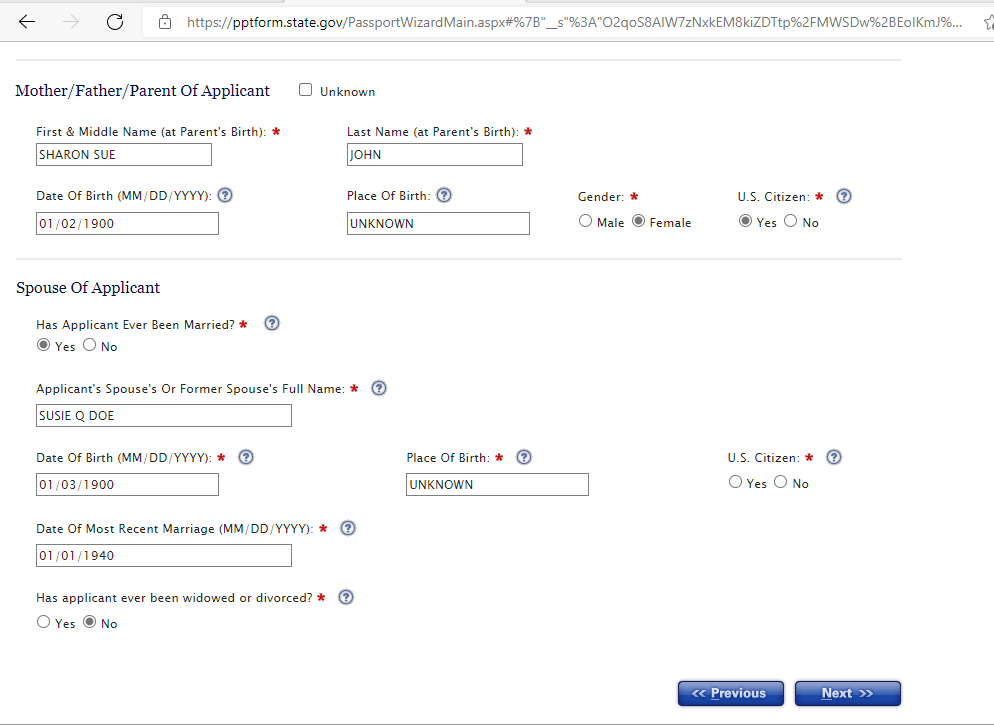 https://pptform.state.gov/PassportWizardMain.aspx#%7B"__s"%3A"O2qoS8AIW7zNxkEM8kiZDTtp%2FMWSDw%2BEolKmJ%...
Mother/Father/Parent Of Applicant Unknown
First & Middle Name (at Parent's Birth): * Last Name (at Parent's Birth): *
SHARON SUE JOHN
Date Of Birth (MM/DD/YYYY): ? Place Of Birth: ? Gender: * U.S. Citizen: * ?
01/02/1900 UNKNOWN Male Female Yes No
Spouse Of Applicant
Has Applicant Ever Been Married? * ?
Yes No
Applicant's Spouse's Or Former Spouse's Full Name: * ?
SUSIE Q DOE
Date Of Birth (MM/DD/YYYY): * ? Place Of Birth: * ? U.S. Citizen: * ?
01/03/1900 UNKNOWN Yes No
Date Of Most Recent Marriage (MM/DD/YYYY): * ?
01/01/1940
Has applicant ever been widowed or divorced? * ?
Yes No
<< Previous Next >>